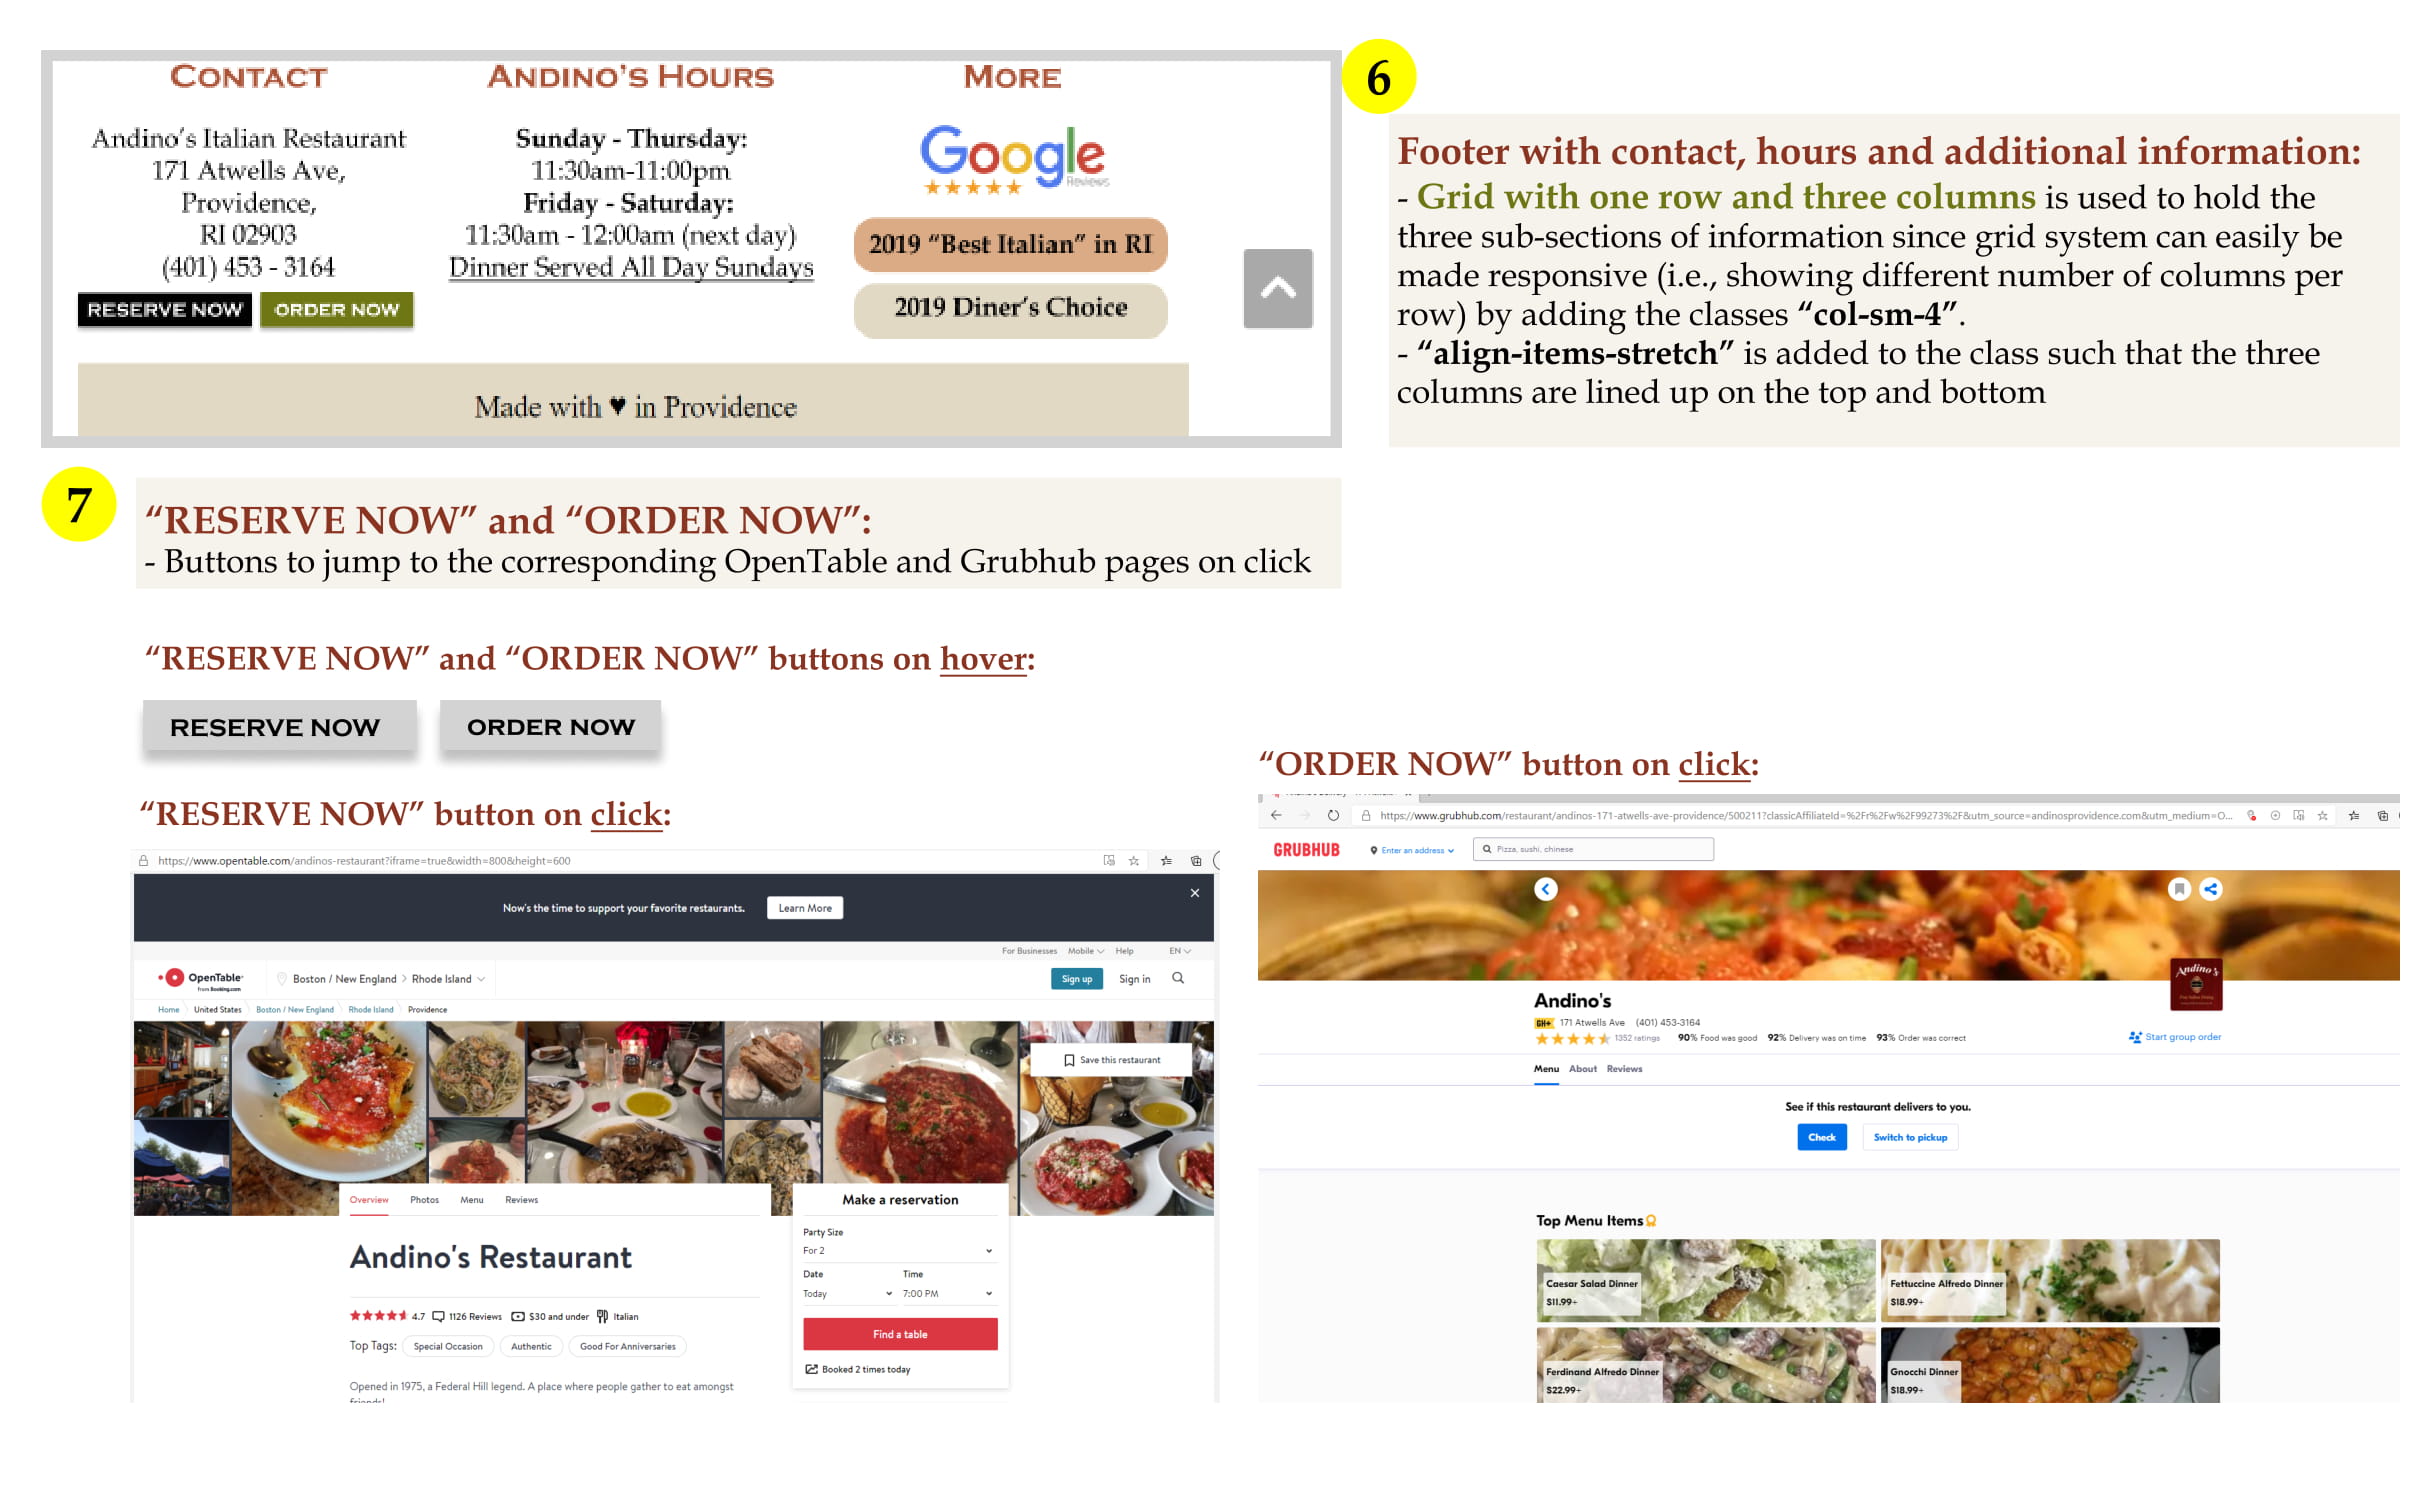 CONTACT
Andino's Italian Restaurant
171 Atwells Ave,
Providence,
RI 02903
(401) 453 - 3164
RESERVE NOW ORDER NOW
ANDINO'S HOURS
Sunday - Thursday:
11:30am-11:00pm
Friday - Saturday:
11:30am - 12:00am (next day)
Dinner Served All Day Sundays
MORE
Google
Reviews
2019 “Best Italian” in RI
2019 Diner's Choice
Made with ♥ in Providence
6
Footer with contact, hours and additional information:
- Grid with one row and three columns is used to hold the
three sub-sections of information since grid system can easily be
made responsive (i.e., showing different number of columns per
row) by adding the classes “col-sm-4”.
- “align-items-stretch” is added to the class such that the three
columns are lined up on the top and bottom
7
“RESERVE NOW” and “ORDER NOW”:
- Buttons to jump to the corresponding OpenTable and Grubhub pages on click
“RESERVE NOW” and “ORDER NOW” buttons on hover:
RESERVE NOW ORDER NOW
“RESERVE NOW” button on click:
https://www.opentable.com/andinos-restaurant?iframe=true&width=800&height=600
Now's the time to support your favorite restaurants. Learn More
For Businesses Mobile Help EN
OpenTable
from Booking.com
Boston / New England > Rhode Island
Sign up Sign in
Home United States Boston / New England Rhode Island Providence
Save this restaurant
Overview Photos Menu Reviews
Andino's Restaurant
4.7 1126 Reviews $30 and under Italian
Top Tags: Special Occasion Authentic Good For Anniversaries
Opened in 1975, a Federal Hill legend. A place where people gather to eat amongst
Make a reservation
Party Size
For 2
Date Time
Today 7:00 PM
Find a table
Booked 2 times today
“ORDER NOW” button on click:
https://www.grubhub.com/restaurant/andinos-171-atwells-ave-providence/500211?classicAffiliateId=%2Fr%2Fw%2F99273%2F&utm_source=andinosprovidence.com&utm_medium=O...
GRUBHUB Enter an address Pizza, sushi, chinese
Andino's
Andino's
GH+ 171 Atwells Ave (401) 453-3164
1352 ratings 90% Food was good 92% Delivery was on time 93% Order was correct
Start group order
Menu About Reviews
See if this restaurant delivers to you.
Check Switch to pickup
Top Menu Items
Caesar Salad Dinner
$11.99+
Fettuccine Alfredo Dinner
$18.99+
Ferdinand Alfredo Dinner
$22.99+
Gnocchi Dinner
$18.99+